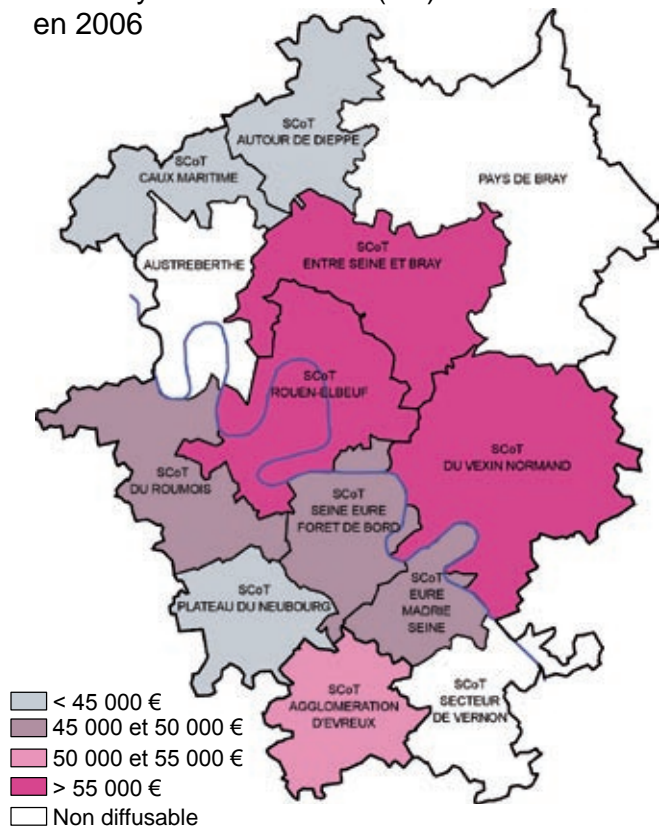 en 2006
SCoT
AUTOUR DE DIEPPE
SCoT
CAUX MARITIME
PAYS DE BRAY
AUSTREBERTHE
SCoT
ENTRE SEINE ET BRAY
SCoT
ROUEN-ELBEUF
SCoT
DU VEXIN NORMAND
SCoT
DU ROUMOIS
SCoT
SEINE EURE
FORET DE BORD
SCoT
PLATEAU DU NEUBOURG
SCoT
EURE
MADRIE
SEINE
SCoT
AGGLOMERATION
D'EVREUX
SCoT
SECTEUR
DE VERNON
< 45 000 €
45 000 et 50 000 €
50 000 et 55 000 €
> 55 000 €
Non diffusable